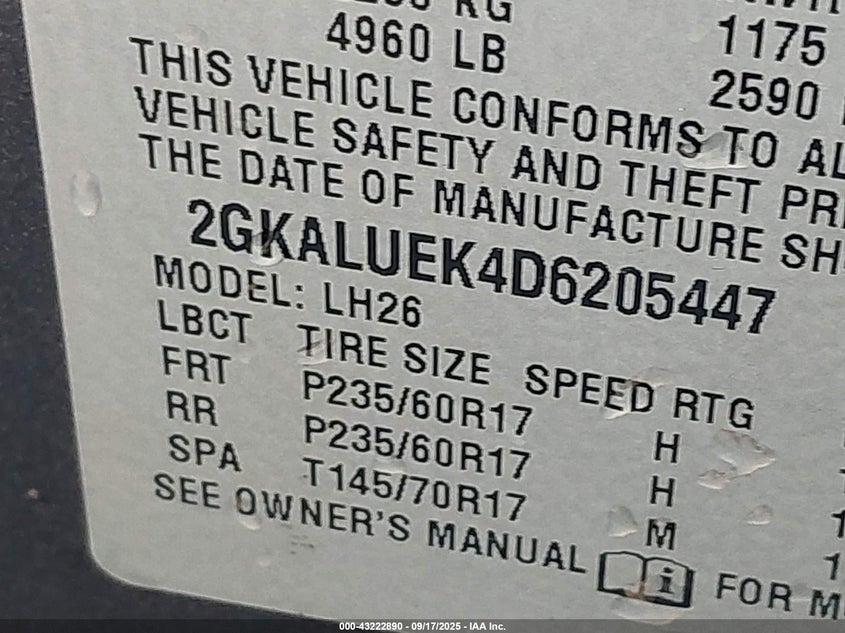 KG
4960 LB 1175
2590
THIS VEHICLE CONFORMS TO
VEHICLE SAFETY AND THEFT
THE DATE OF MANUFACTURE
2GKALUEK4D6205447
MODEL: LH26
LBCT TIRE SIZE SPEED RTG
FRT P235/60R17 H
RR P235/60R17 H
SPA T145/70R17 M
SEE OWNER'S MANUAL i FOR
000-43222890 - 09/17/2025 - IAA Inc.